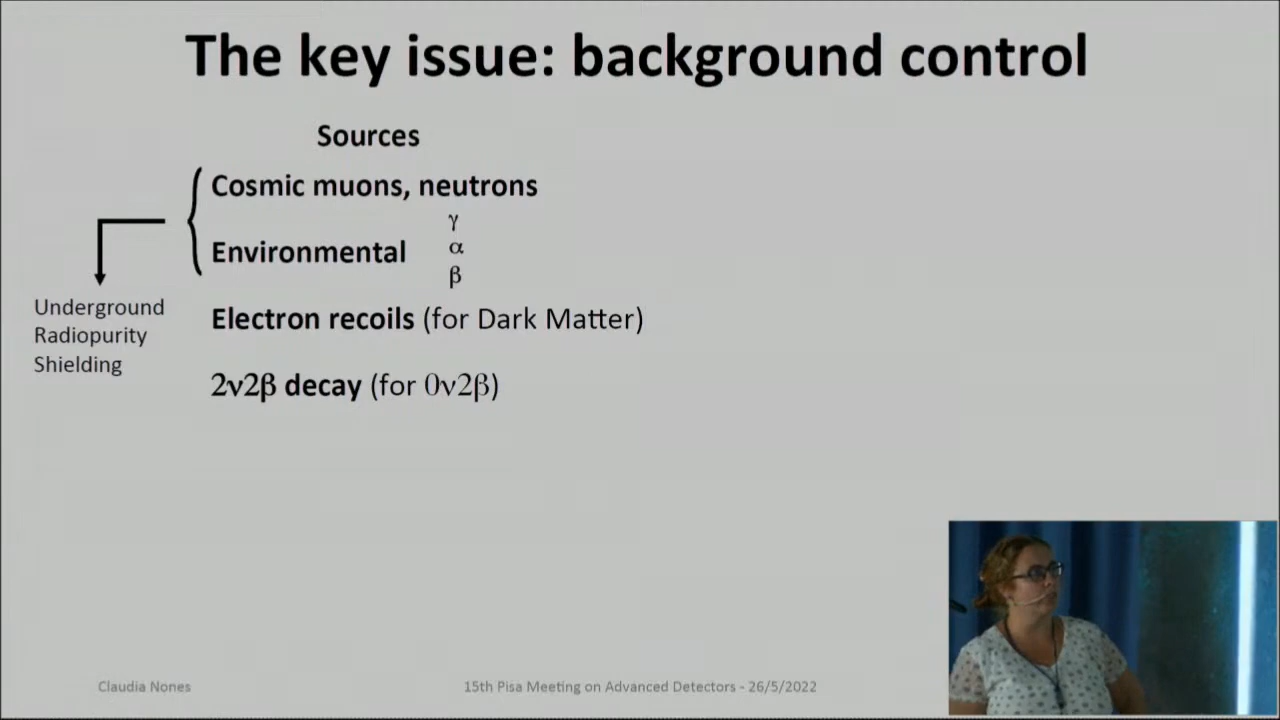 The key issue: background control
Sources
Cosmic muons, neutrons
γ
Environmental α
β
Underground
Radiopurity
Shielding
Electron recoils (for Dark Matter)
2ν2β decay (for 0ν2β)
Claudia Nones
15th Pisa Meeting on Advanced Detectors - 26/5/2022